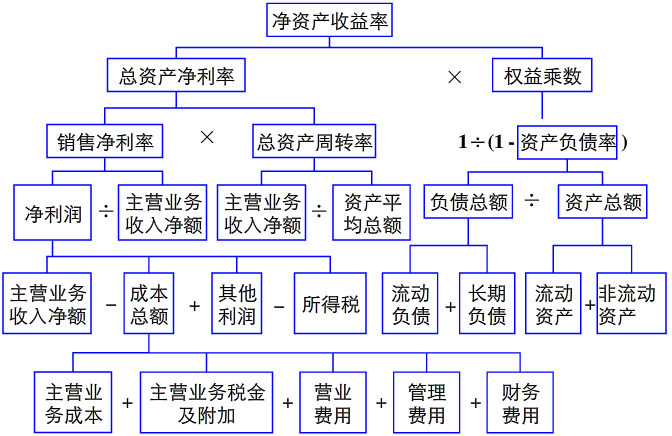 净资产收益率
总资产净利率 × 权益乘数
销售净利率 × 总资产周转率 1÷(1-资产负债率)
净利润 ÷ 主营业务
收入净额
主营业务
收入净额 ÷ 资产平
均总额
负债总额 ÷ 资产总额
主营业务
收入净额 − 成本
总额 + 其他
利润 − 所得税
流动
负债 + 长期
负债
流动
资产 + 非流动
资产
主营业
务成本 + 主营业务税金
及附加 + 营业
费用 + 管理
费用 + 财务
费用